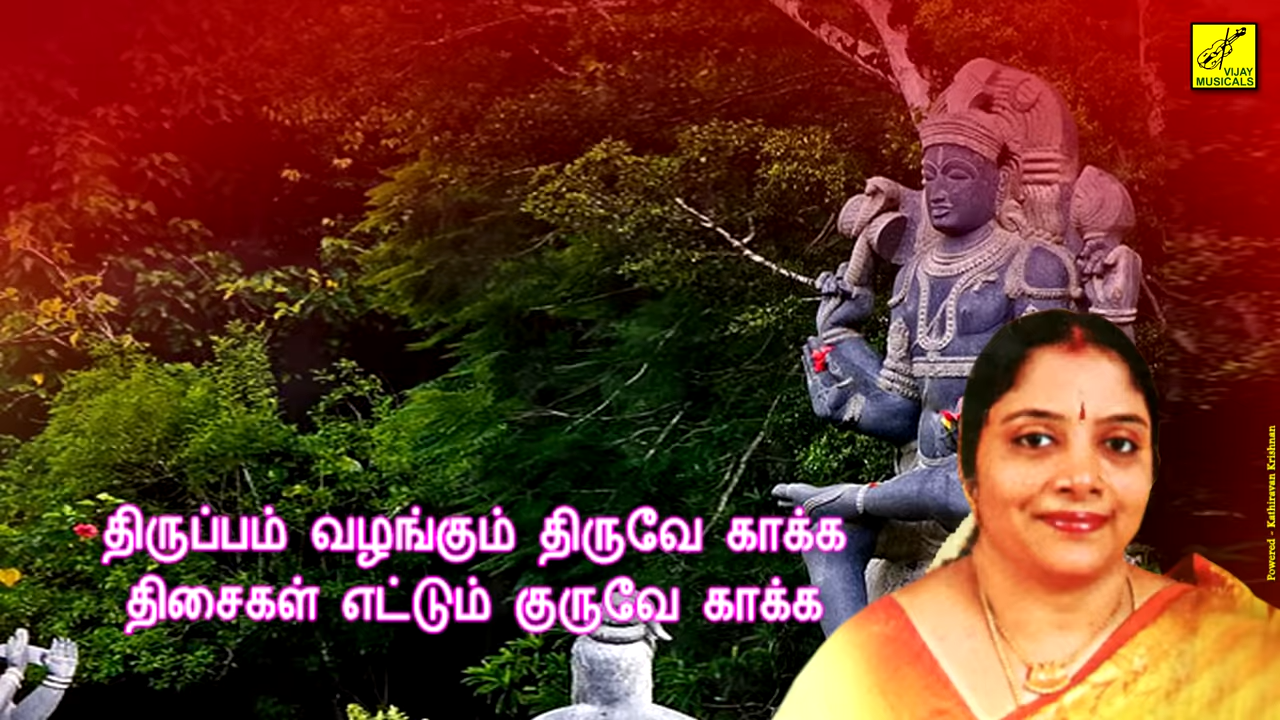 VIJAY
MUSICALS
திருப்பம் வழங்கும் திருவே காக்க
திசைகள் எட்டும் குருவே காக்க
Powered - Kathiravan Krishnan